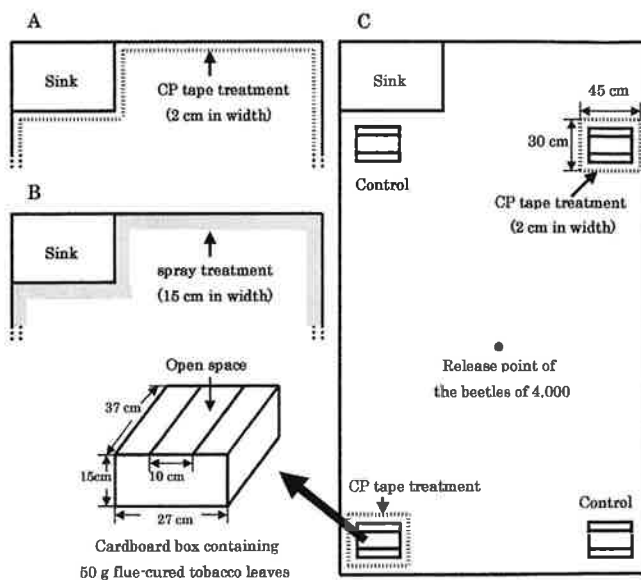 A
Sink
CP tape treatment
(2 cm in width)
B
Sink
spray treatment
(15 cm in width)
Open space
37 cm
15cm
10 cm
27 cm
Cardboard box containing
50 g flue-cured tobacco leaves
C
Sink
45 cm
30 cm
Control
CP tape treatment
(2 cm in width)
Release point of
the beetles of 4.000
CP tape treatment
Control